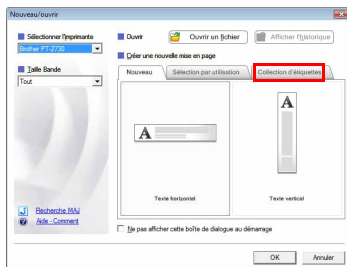 Nouveau/ouvrir
Sélectionner l'imprimante
Brother PT-2730
Taille Bande
Tout
Recherche MAJ
Aide - Comment
Ouvrir
Ouvrir un fichier
Afficher l'historique
Créer une nouvelle mise en page
Nouveau
Sélection par utilisation
Collection d'étiquettes
A
Texte horizontal
A
Texte vertical
Ne pas afficher cette boîte de dialogue au démarrage
OK
Annuler